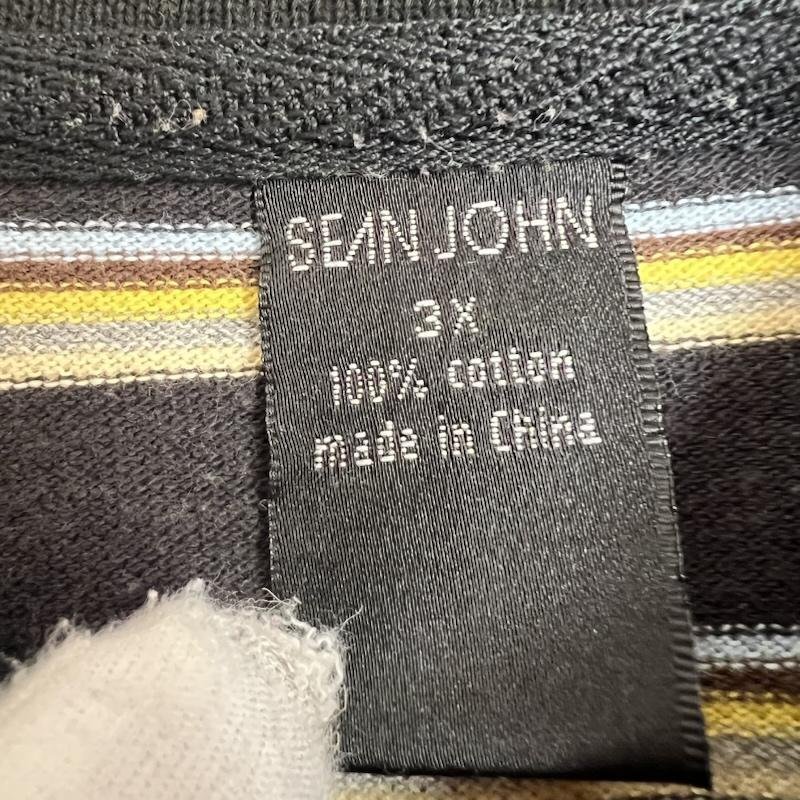 SEAN JOHN
3X
100% cotton
made in China